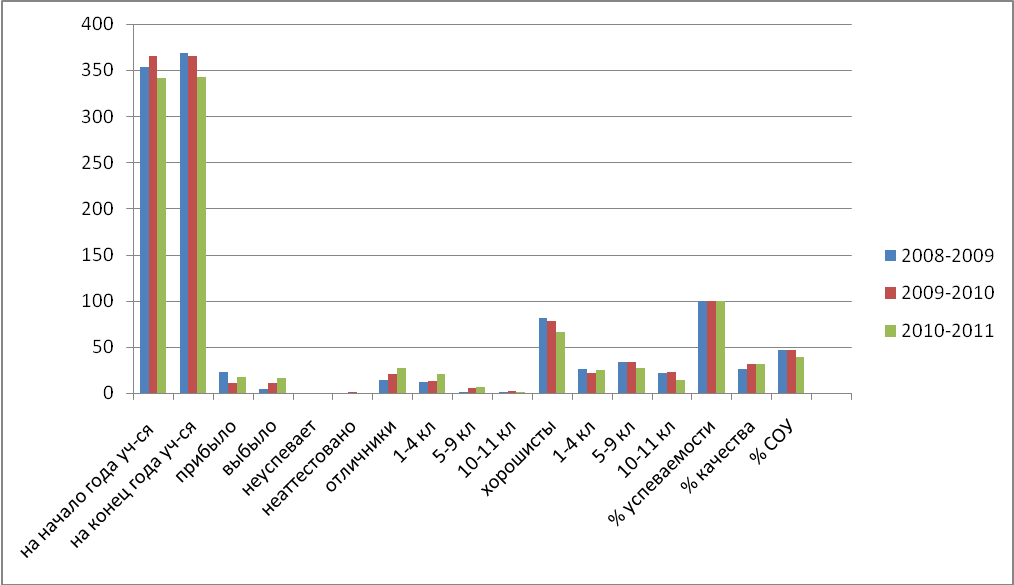 400
350
300
250
200
150
100
50
0
на начало года уч-ся
на конец года уч-ся
прибыло
выбыло
неуспевает
неаттестовано
отличники
1-4 кл
5-9 кл
10-11 кл
хорошисты
1-4 кл
5-9 кл
10-11 кл
% успеваемости
% качества
% СОУ
2008-2009
2009-2010
2010-2011